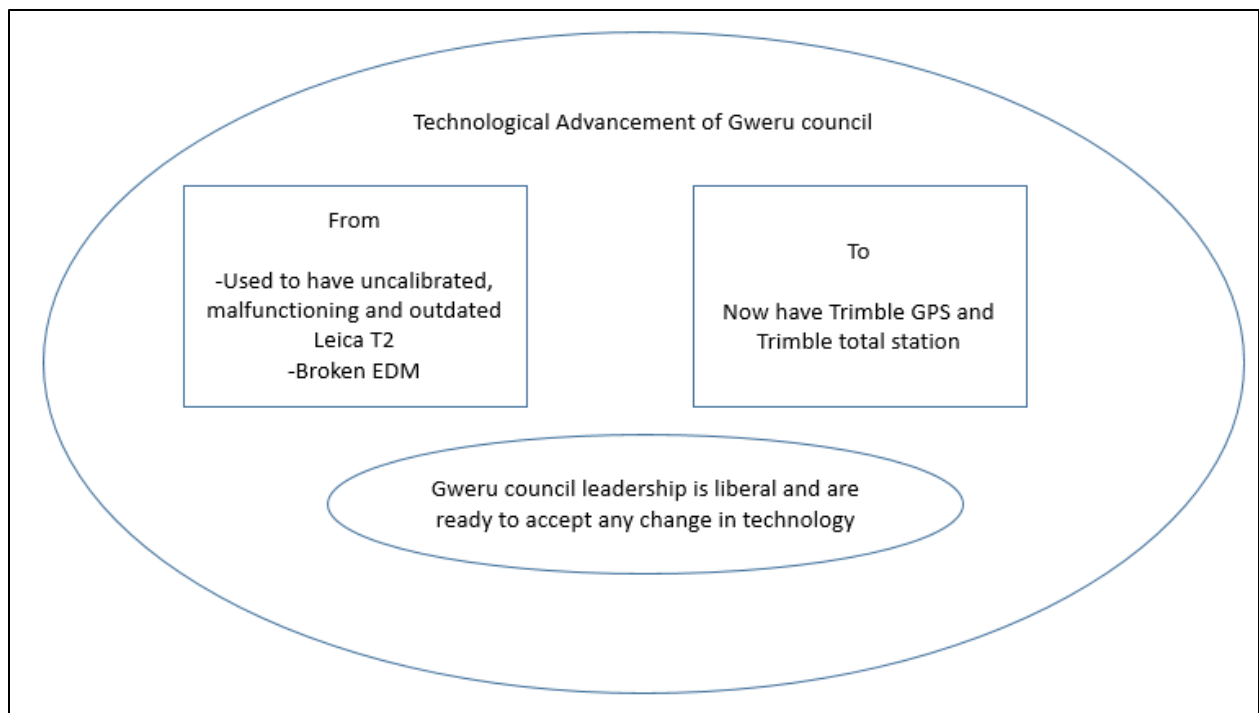 Technological Advancement of Gweru council
From
-Used to have uncalibrated,
malfunctioning and outdated
Leica T2
-Broken EDM
To
Now have Trimble GPS and
Trimble total station
Gweru council leadership is liberal and are
ready to accept any change in technology